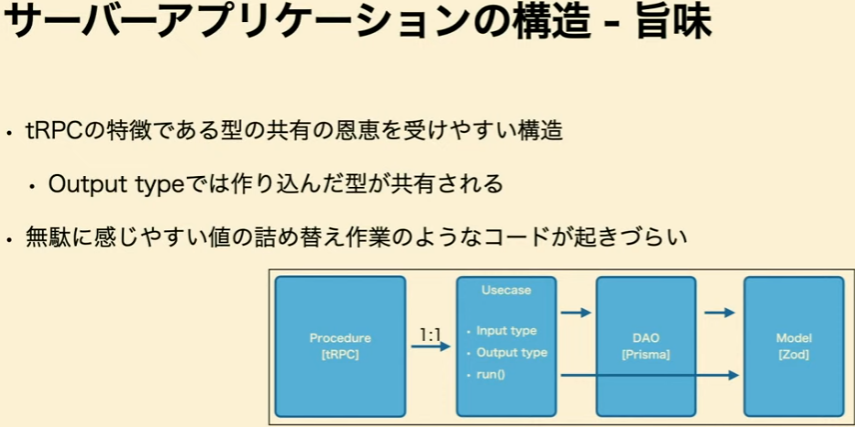 サーバーアプリケーションの構造 - 旨味
・ tRPCの特徴である型の共有の恩恵を受けやすい構造
・ Output typeでは作り込んだ型が共有される
・ 無駄に感じやすい値の詰め替え作業のようなコードが起きづらい
Procedure
[tRPC]
1:1
Usecase
・ Input type
・ Output type
・ run()
DAO
[Prisma]
Model
[Zod]